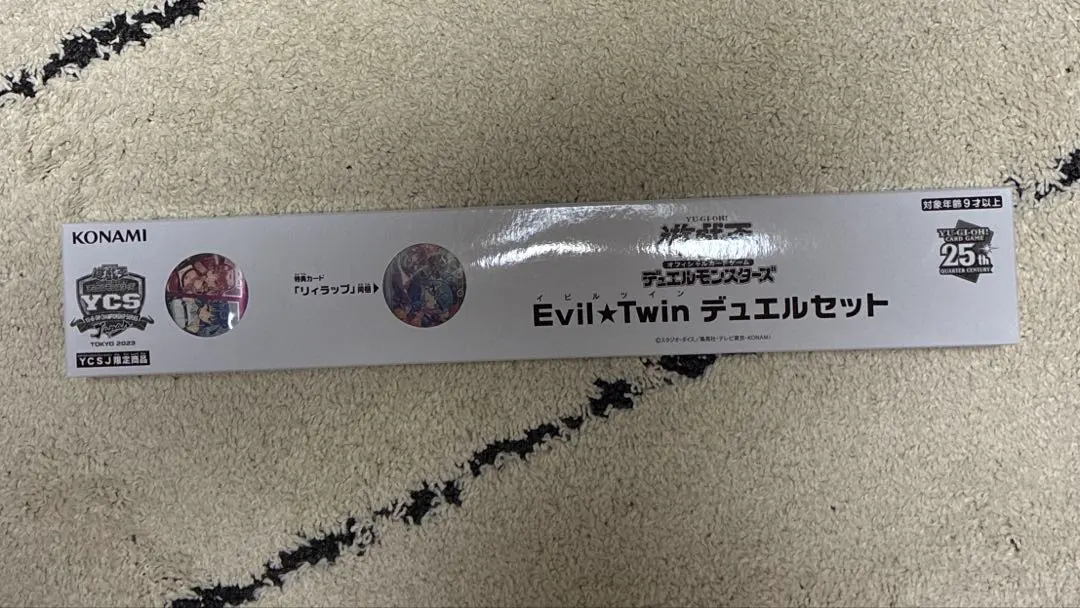 KONAMI
YCS
Japan
TOKYO 2023
YCSJ限定商品
特典カード
「リィラップ」同梱▶
YU-GI-OH!
遊戯王
オフィシャルカードゲーム
デュエルモンスターズ
イビルツイン
Evil★Twin デュエルセット
©スタジオ・ダイス/集英社・テレビ東京・KONAMI
対象年齢9才以上
YU-GI-OH!
CARD GAME
25th
QUARTER CENTURY